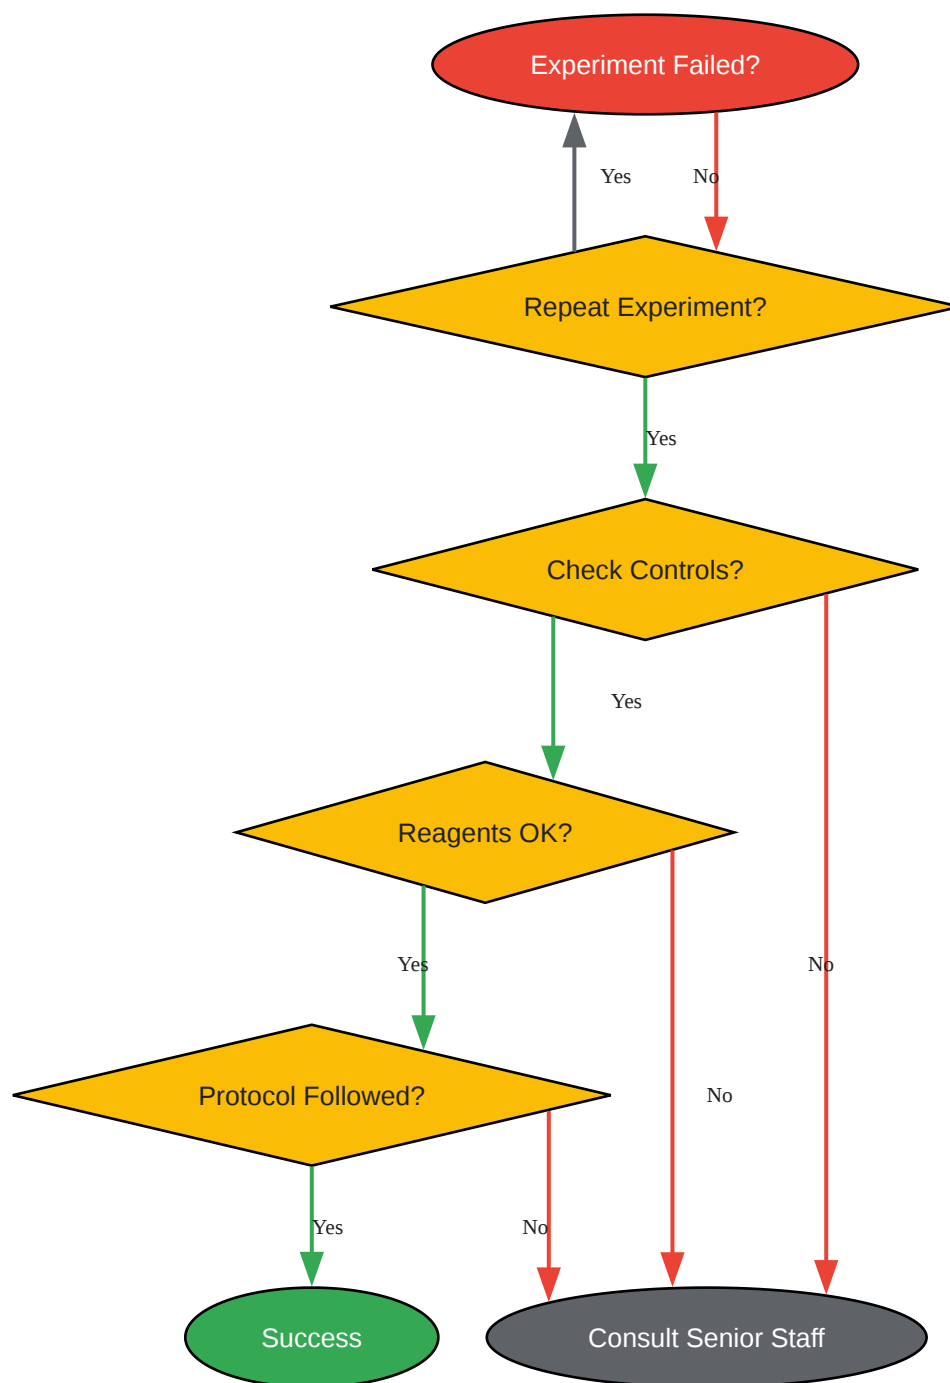 Experiment Failed?
Yes
No
Repeat Experiment?
Yes
Check Controls?
Yes
Reagents OK?
Yes
No
Protocol Followed?
No
Yes
No
Success
Consult Senior Staff